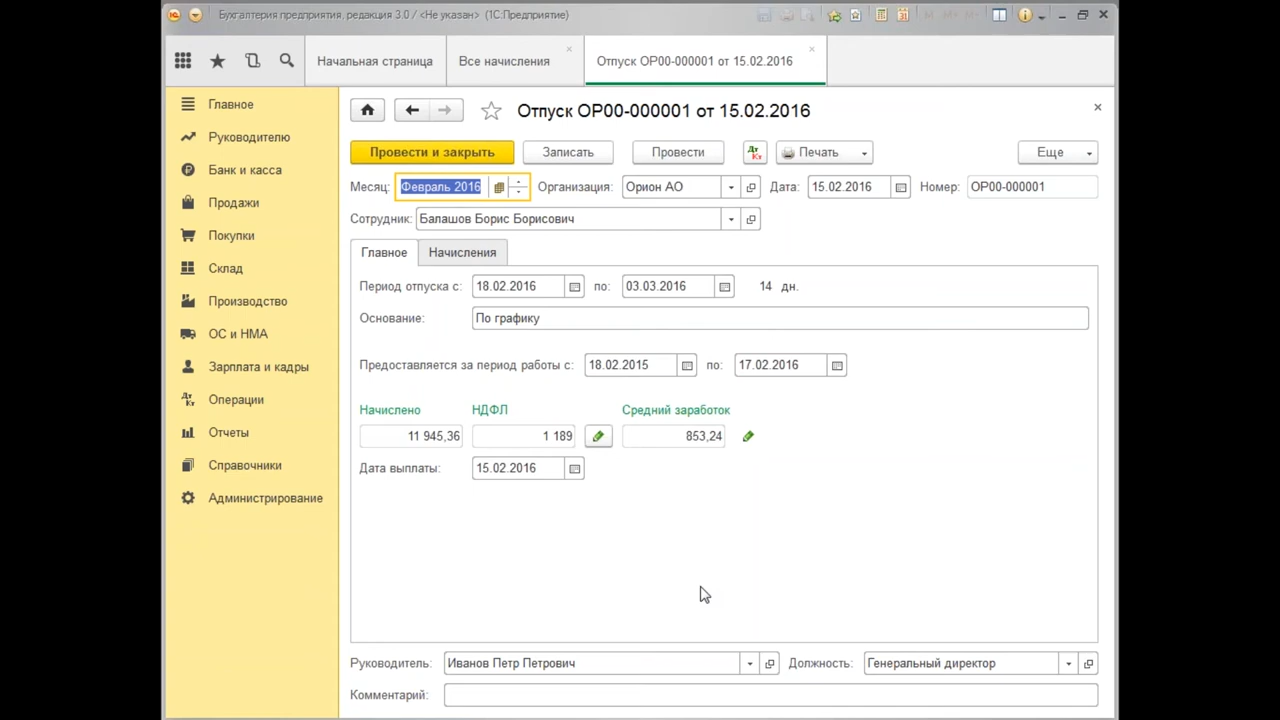 Бухгалтерия предприятия, редакция 3.0 / <Не указан> (1С:Предприятие)
Начальная страница
Все начисления
Отпуск ОР00-000001 от 15.02.2016
Главное
Руководителю
Банк и касса
Продажи
Покупки
Склад
Производство
ОС и НМА
Зарплата и кадры
Операции
Отчеты
Справочники
Администрирование
Отпуск ОР00-000001 от 15.02.2016
Провести и закрыть Записать Провести Печать Еще
Месяц: Февраль 2016 Организация: Орион АО Дата: 15.02.2016 Номер: ОР00-000001
Сотрудник: Балашов Борис Борисович
Главное Начисления
Период отпуска с: 18.02.2016 по: 03.03.2016 14 дн.
Основание: По графику
Предоставляется за период работы с: 18.02.2015 по: 17.02.2016
Начислено НДФЛ Средний заработок
11 945,36 1 189 853,24
Дата выплаты: 15.02.2016
Руководитель: Иванов Петр Петрович Должность: Генеральный директор
Комментарий: